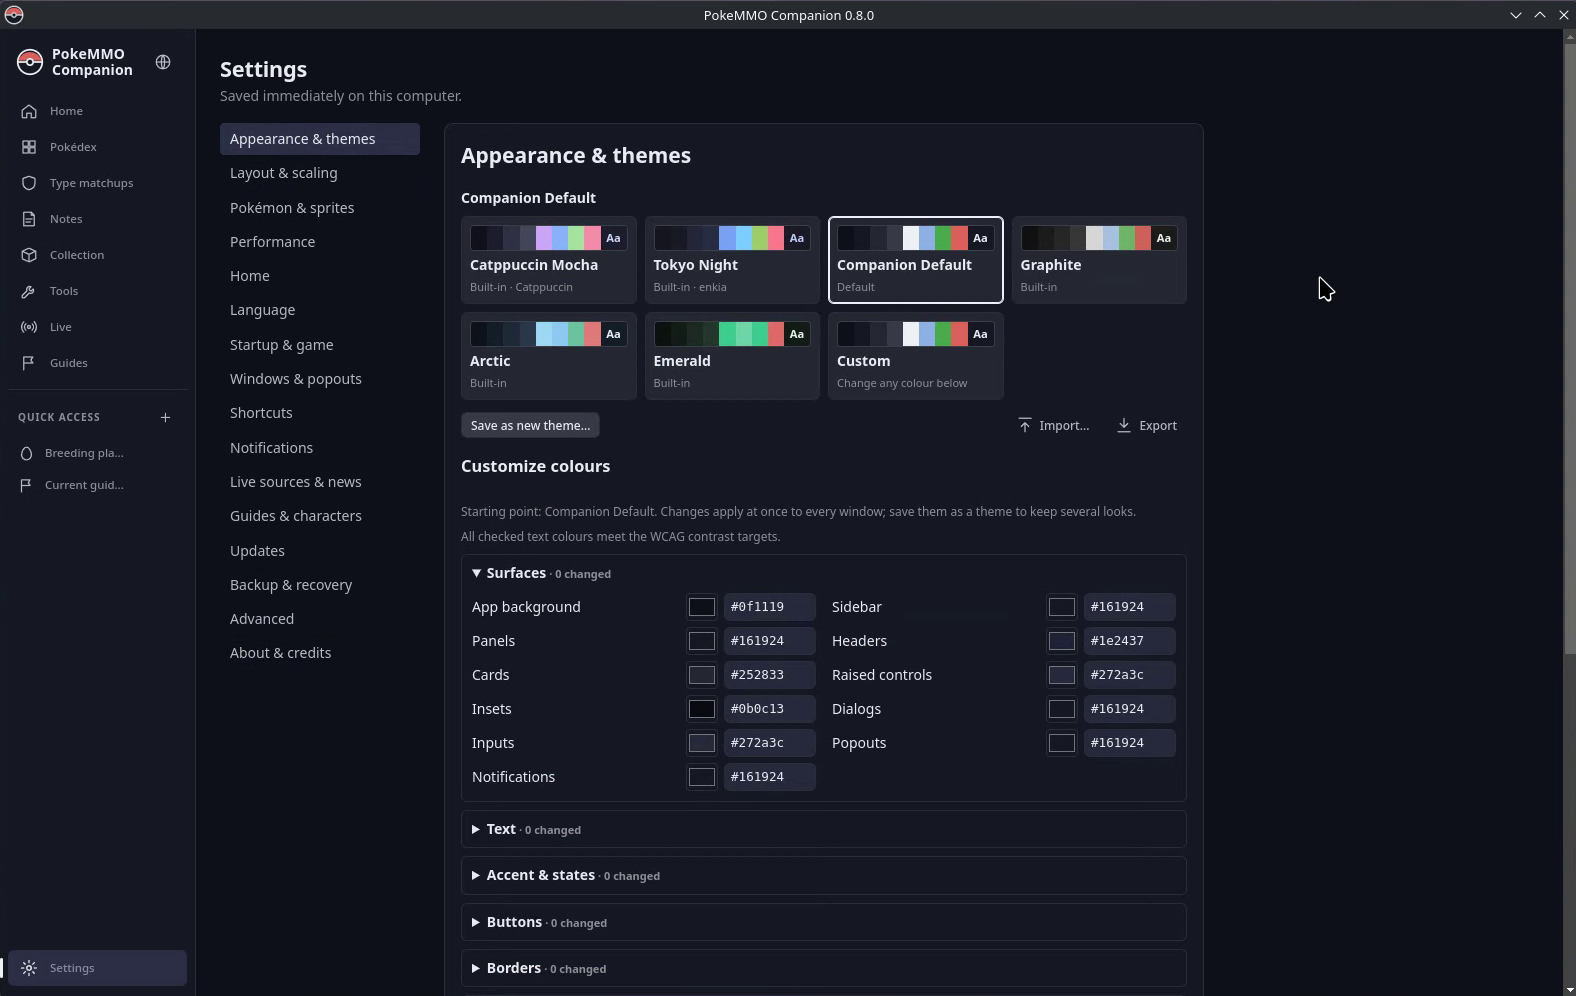 PokeMMO Companion 0.8.0
PokeMMO
Companion
Home
Pokédex
Type matchups
Notes
Collection
Tools
Live
Guides
QUICK ACCESS
Breeding pla...
Current guid...
Settings
Settings
Saved immediately on this computer.
Appearance & themes
Layout & scaling
Pokémon & sprites
Performance
Home
Language
Startup & game
Windows & popouts
Shortcuts
Notifications
Live sources & news
Guides & characters
Updates
Backup & recovery
Advanced
About & credits
Appearance & themes
Companion Default
Aa
Catppuccin Mocha
Built-in · Catppuccin
Aa
Tokyo Night
Built-in · enkia
Aa
Companion Default
Default
Aa
Graphite
Built-in
Aa
Arctic
Built-in
Aa
Emerald
Built-in
Aa
Custom
Change any colour below
Save as new theme... Import... Export
Customize colours
Starting point: Companion Default. Changes apply at once to every window; save them as a theme to keep several looks.
All checked text colours meet the WCAG contrast targets.
Surfaces · 0 changed
App background #0f1119 Sidebar #161924
Panels #161924 Headers #1e2437
Cards #252833 Raised controls #272a3c
Insets #0b0c13 Dialogs #161924
Inputs #272a3c Popouts #161924
Notifications #161924
Text · 0 changed
Accent & states · 0 changed
Buttons · 0 changed
Borders · 0 changed